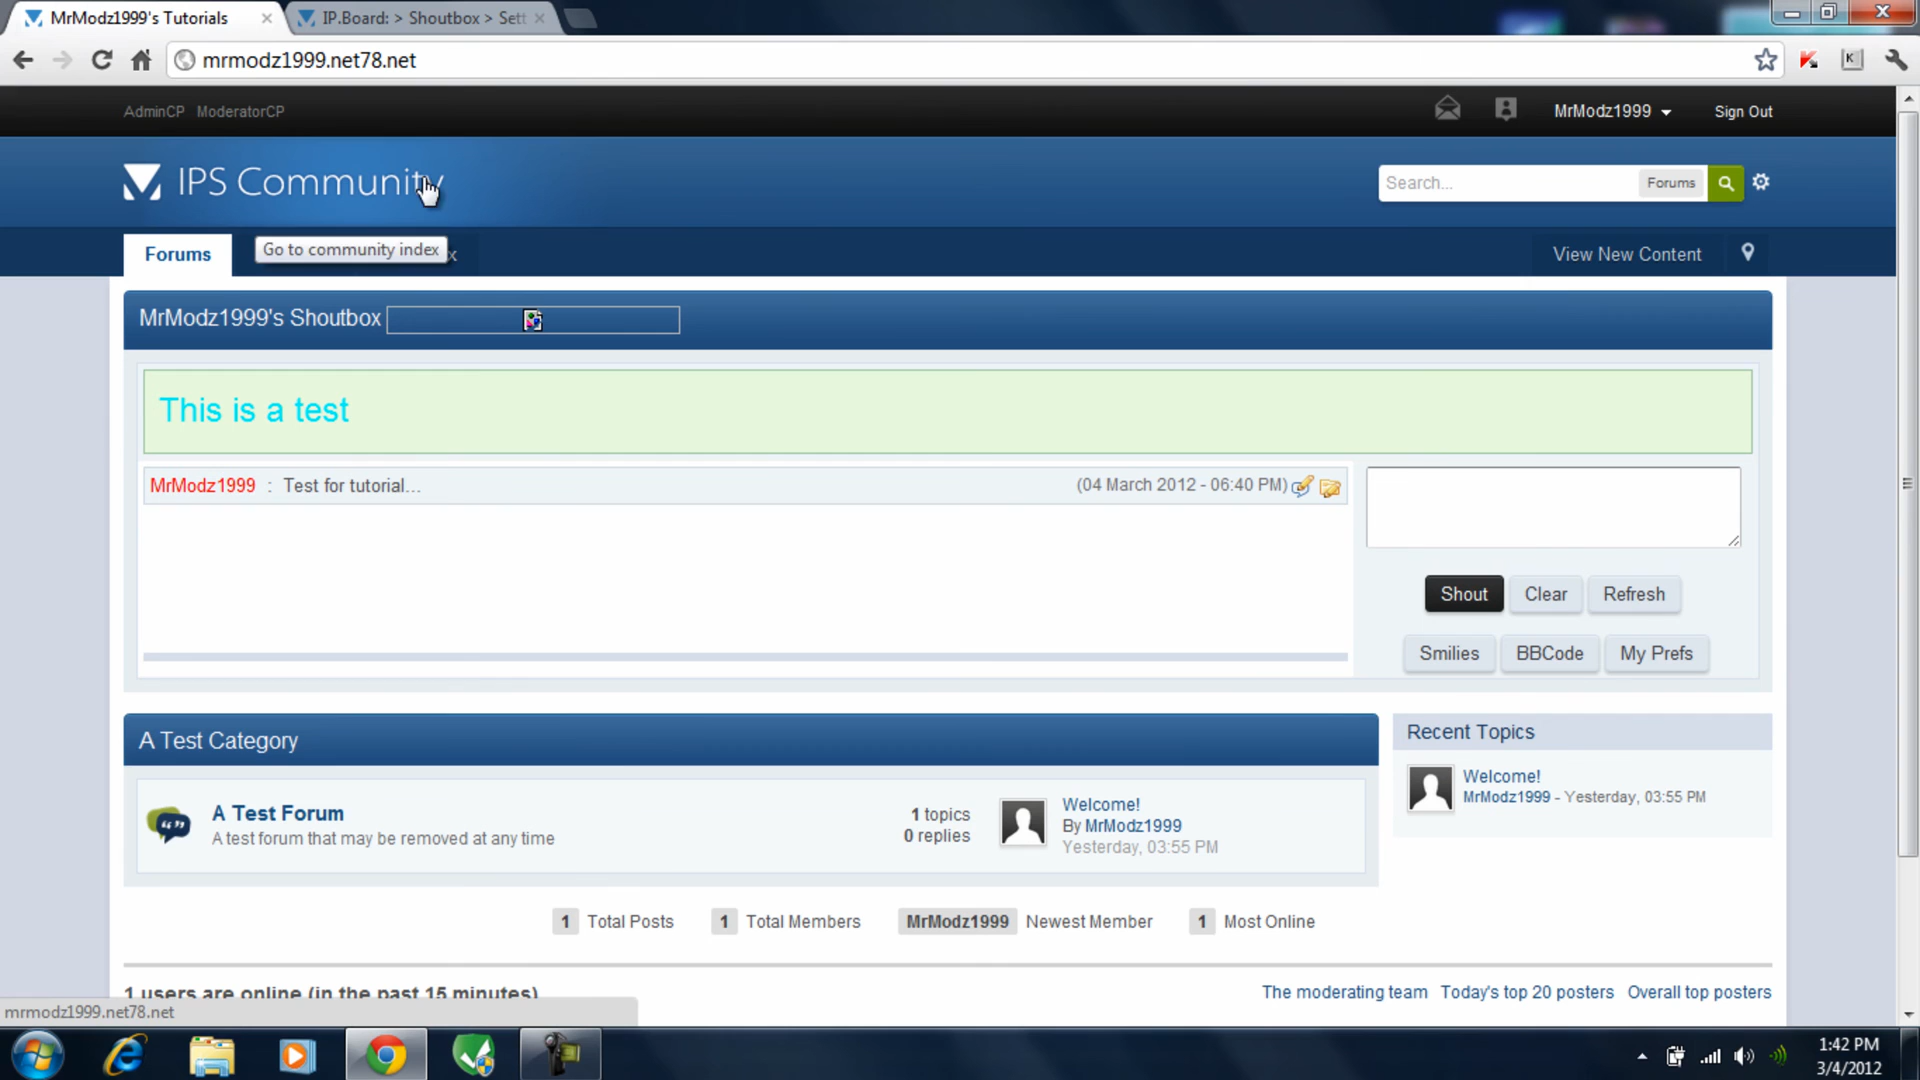 MrModz1999's Tutorials
IP.Board: > Shoutbox > Sett
mrmodz1999.net78.net
AdminCP ModeratorCP
MrModz1999
Sign Out
IPS Community
Search...
Forums
Forums
Go to community index
x
View New Content
MrModz1999's Shoutbox
This is a test
MrModz1999 : Test for tutorial...
(04 March 2012 - 06:40 PM)
Shout
Clear
Refresh
Smilies
BBCode
My Prefs
A Test Category
Recent Topics
A Test Forum
A test forum that may be removed at any time
1 topics
0 replies
Welcome!
By MrModz1999
Yesterday, 03:55 PM
Welcome!
MrModz1999 - Yesterday, 03:55 PM
1 Total Posts
1 Total Members
MrModz1999 Newest Member
1 Most Online
1 users are online (in the past 15 minutes)
The moderating team
Today's top 20 posters
Overall top posters
mrmodz1999.net78.net
1:42 PM
3/4/2012